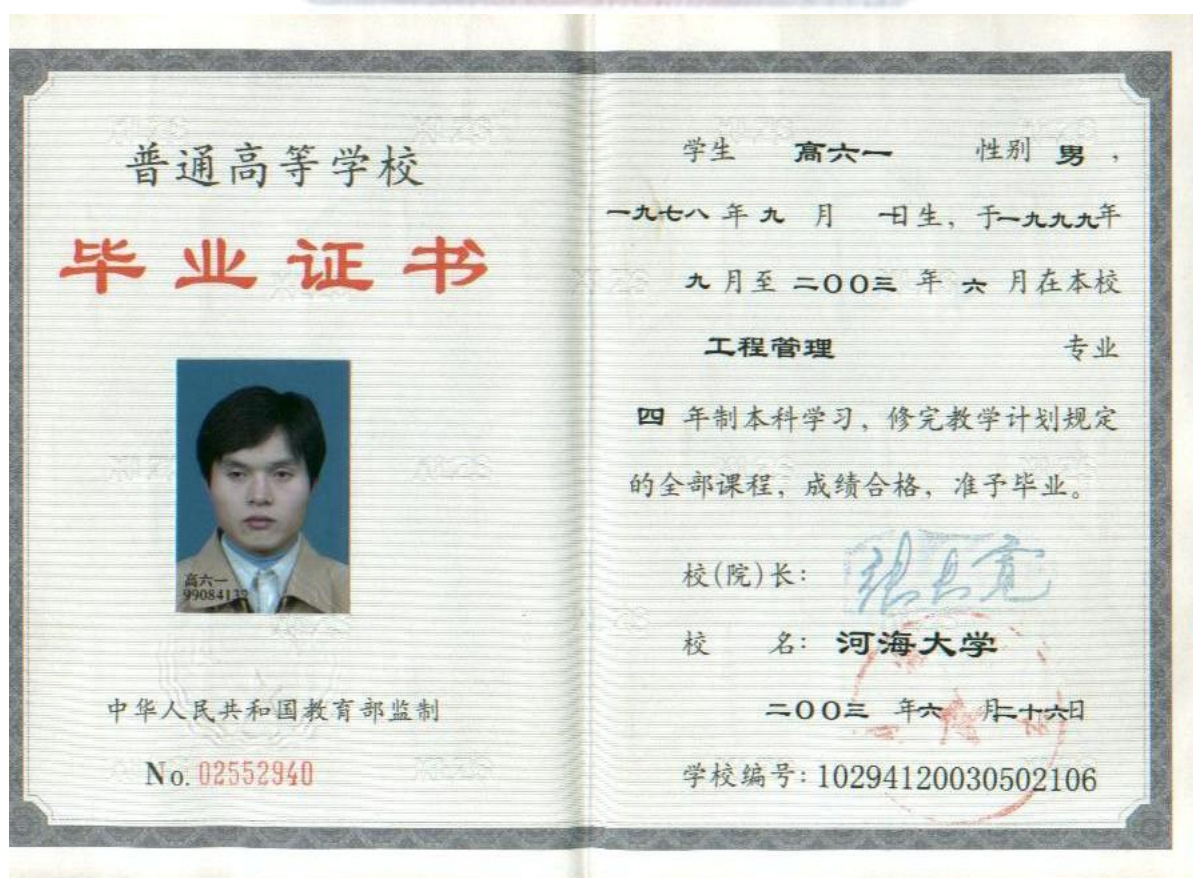 普通高等学校
毕业证书
高六一
中华人民共和国教育部监制
No. 02552940
学生 高六一 性别 男,
一九七八年九月一日生,于一九九九年
九月至二〇〇三年六月在本校
工程管理 专业
四年制本科学习,修完教学计划规定
的全部课程,成绩合格,准予毕业。
校(院)长:
校 名:河海大学
二〇〇三年六月二十六日
学校编号:10294120030502106